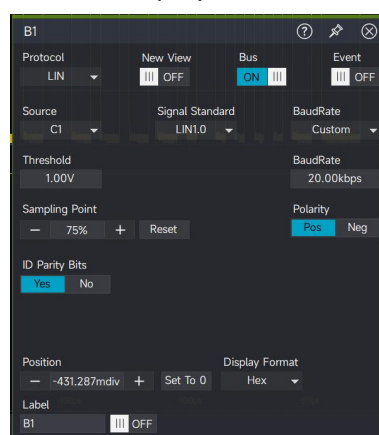 B1
Protocol New View Bus Event
LIN OFF ON OFF
Source Signal Standard BaudRate
C1 LIN1.0 Custom
Threshold BaudRate
1.00V 20.00kbps
Sampling Point Polarity
− 75% + Reset Pos Neg
ID Parity Bits
Yes No
Position Display Format
− -431.287mdiv + Set To 0 Hex
Label
B1 OFF